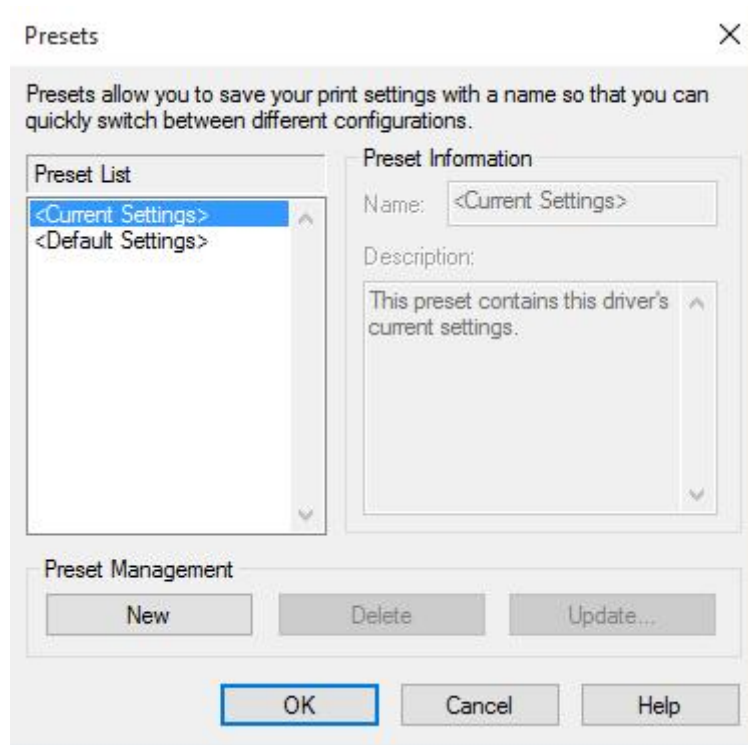 Presets
Presets allow you to save your print settings with a name so that you can
quickly switch between different configurations.
Preset List
<Current Settings>
<Default Settings>
Preset Information
Name: <Current Settings>
Description:
This preset contains this driver's
current settings.
Preset Management
New Delete Update...
OK Cancel Help